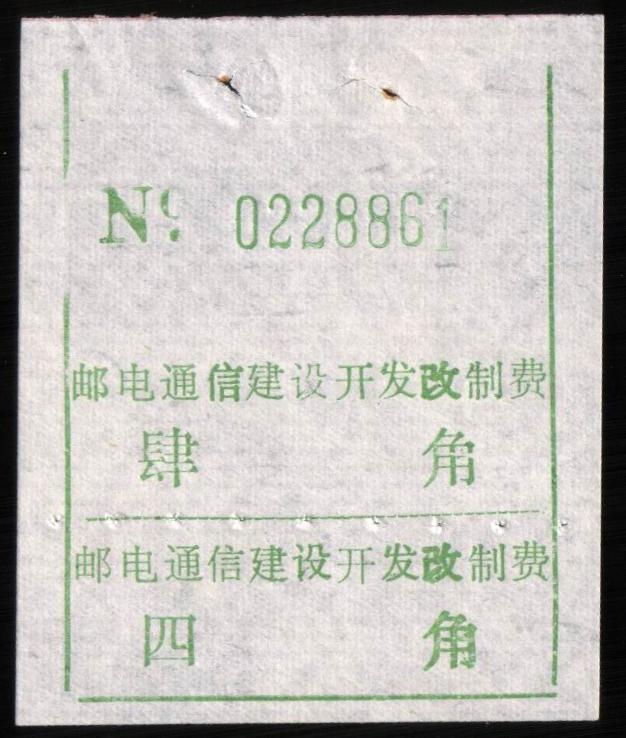 Nº 0228861
邮电通信建设开发改制费
肆 角
邮电通信建设开发改制费
四 角